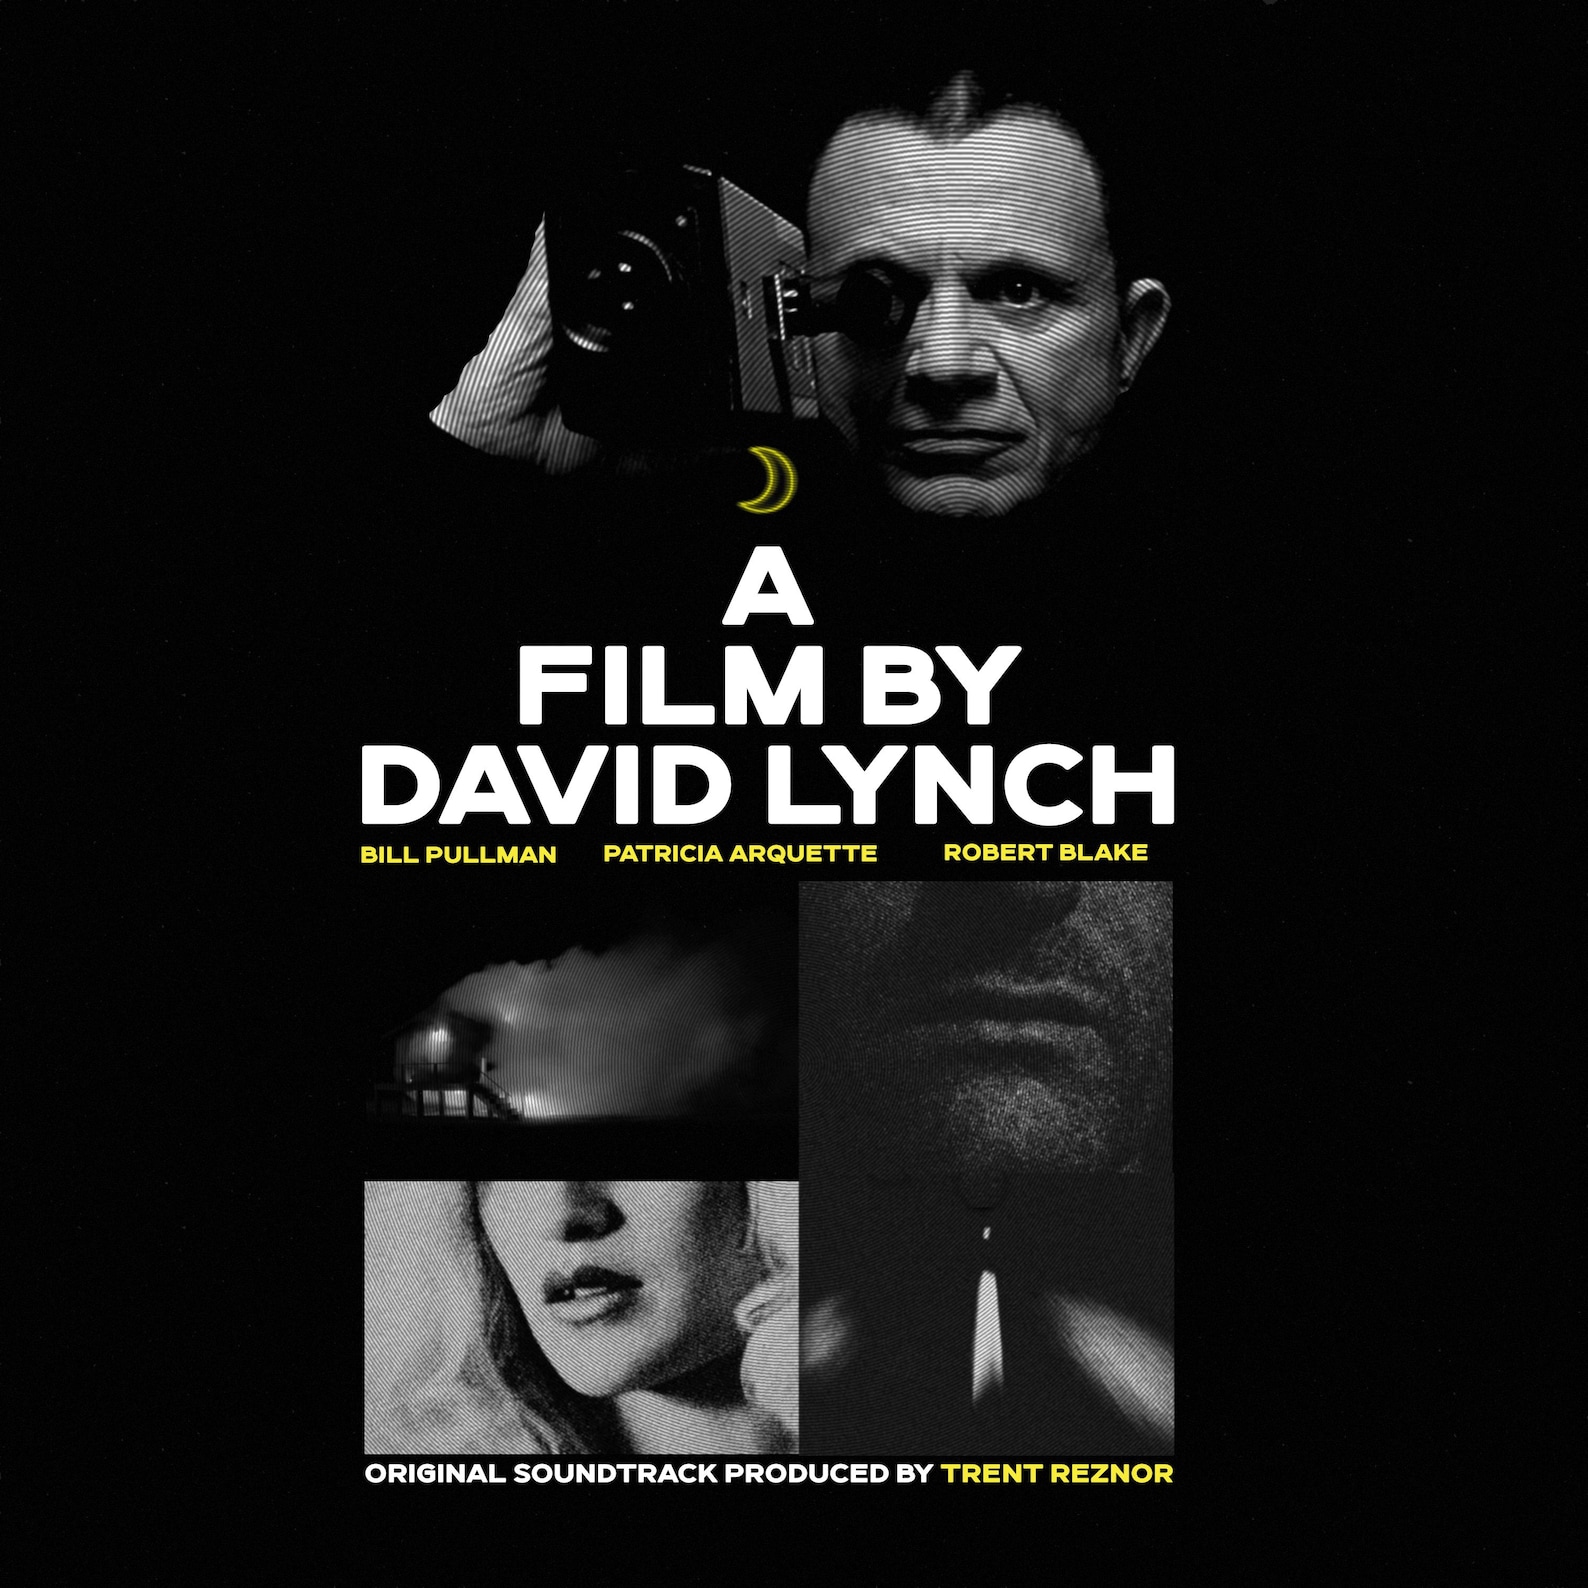 A
FILM BY
DAVID LYNCH
BILL PULLMAN PATRICIA ARQUETTE ROBERT BLAKE
ORIGINAL SOUNDTRACK PRODUCED BY TRENT REZNOR